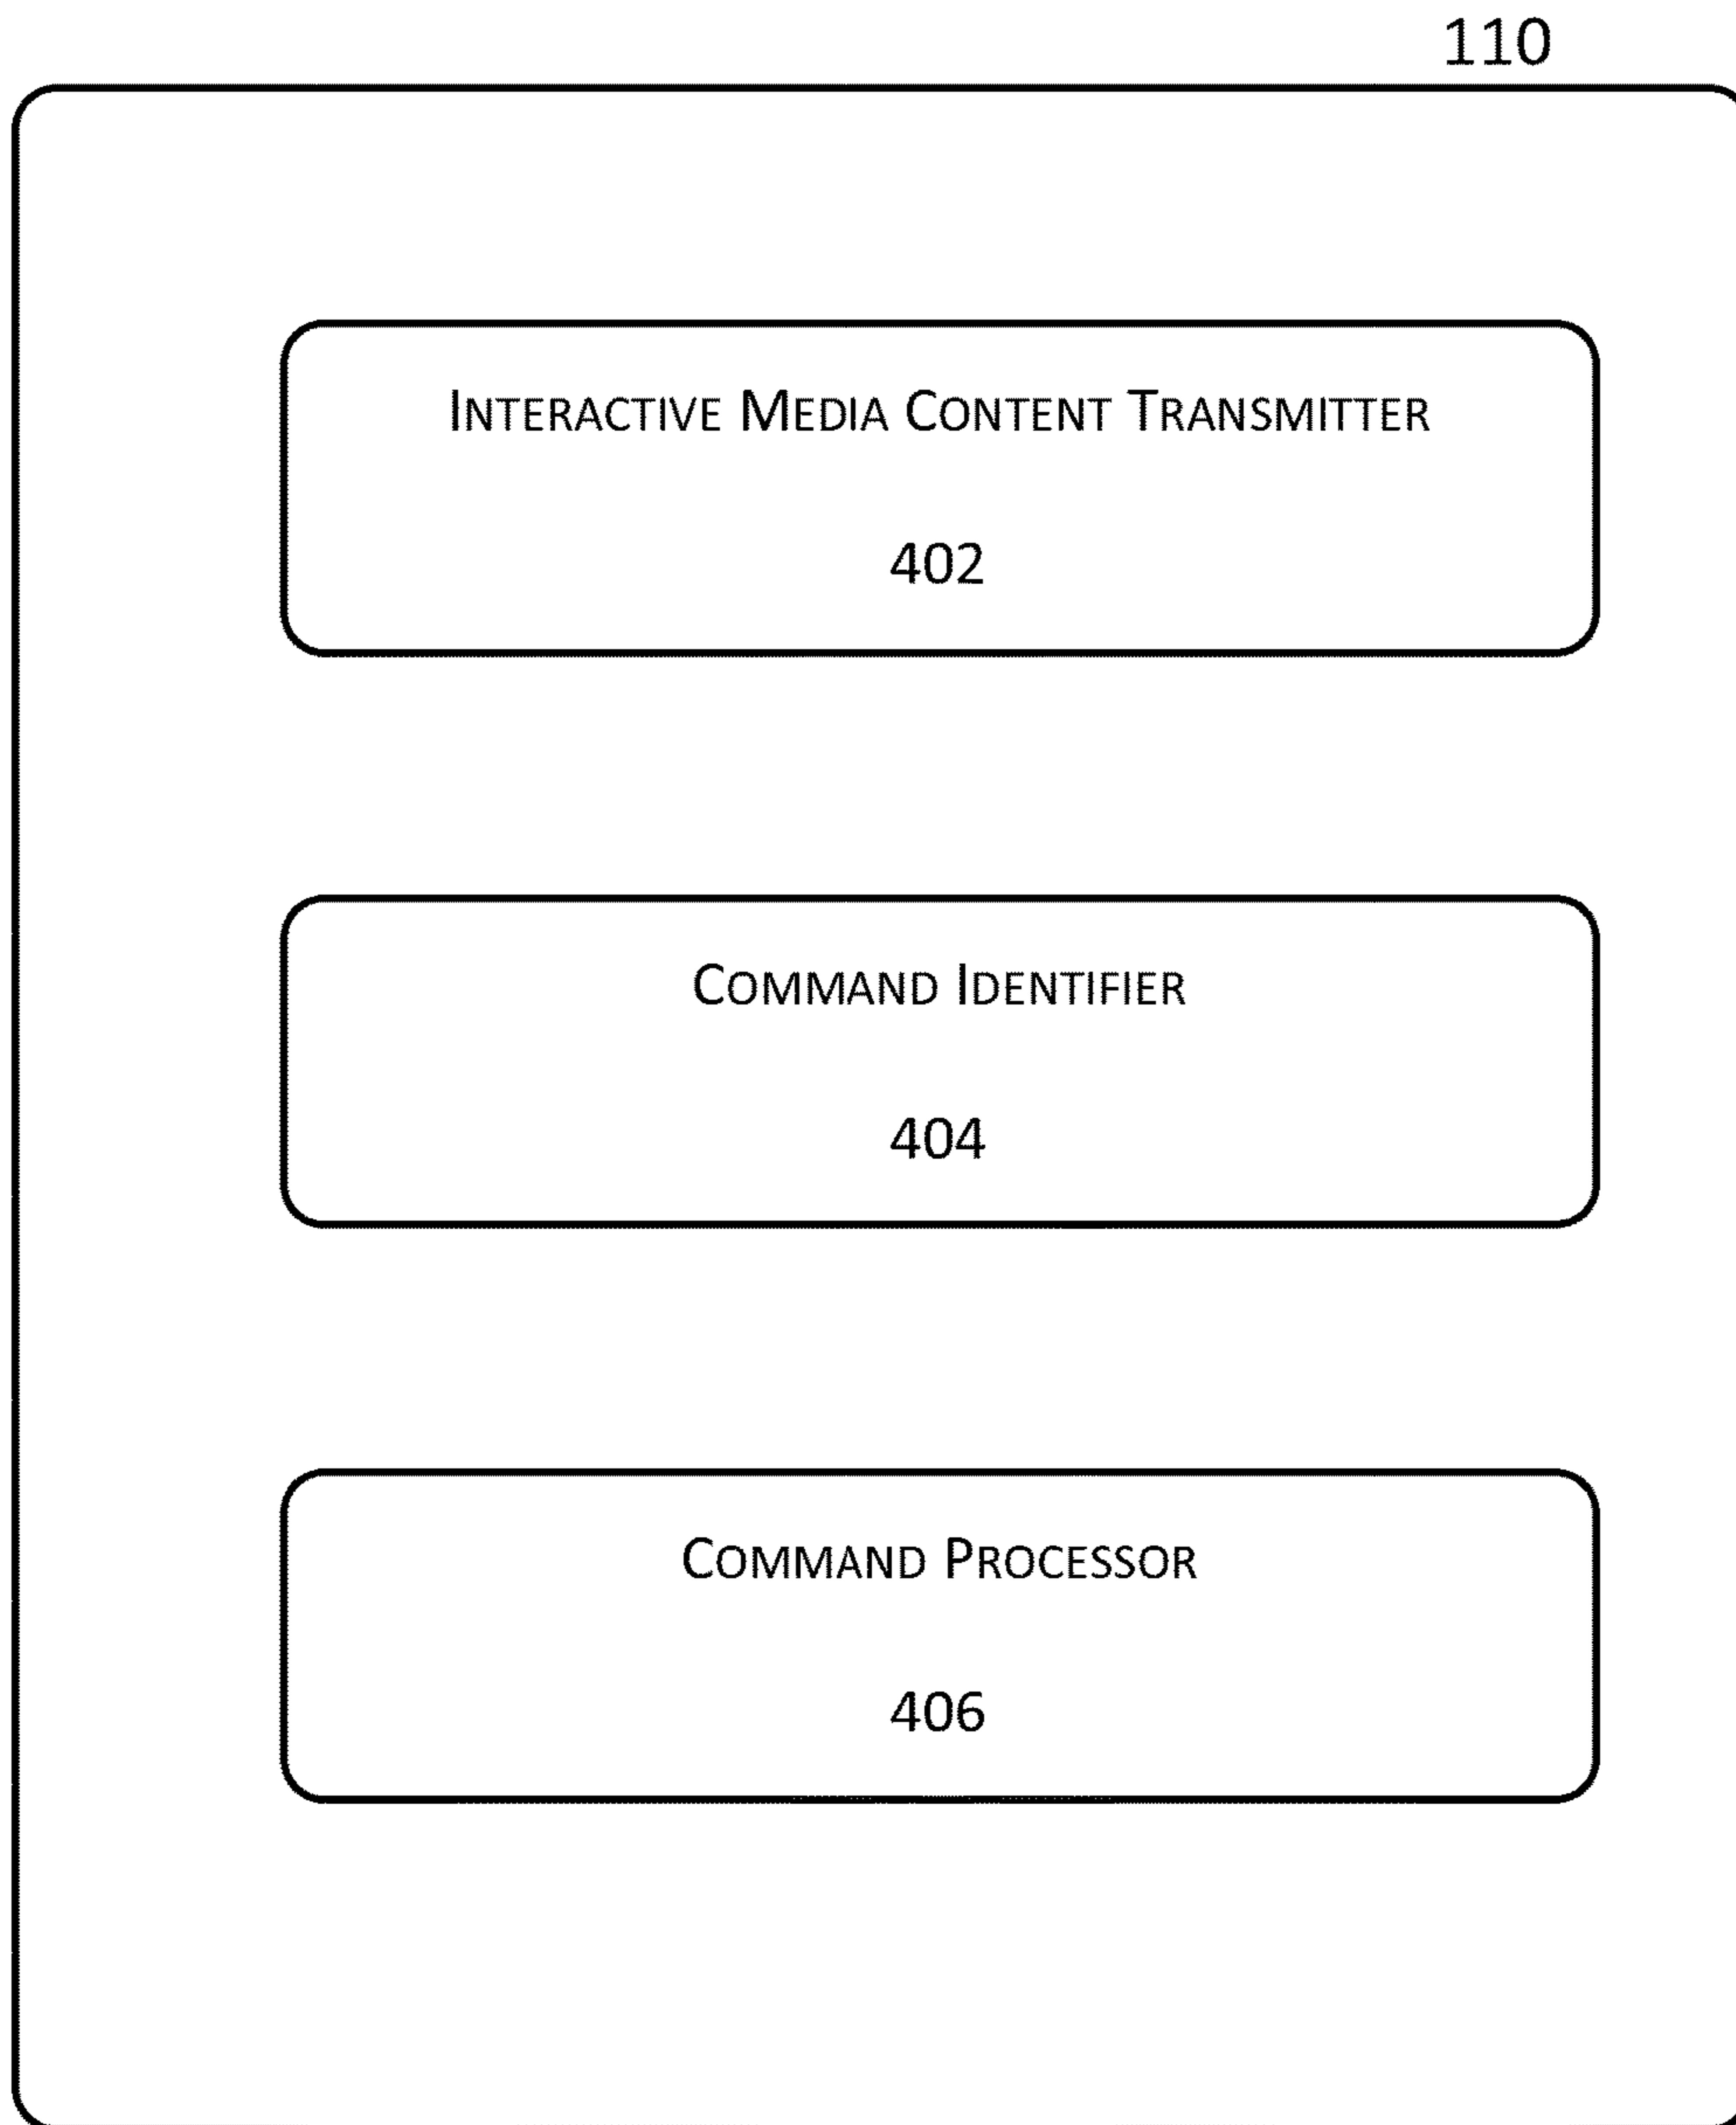 110
Interactive Media Content Transmitter
402
Command Identifier
404
Command Processor
406